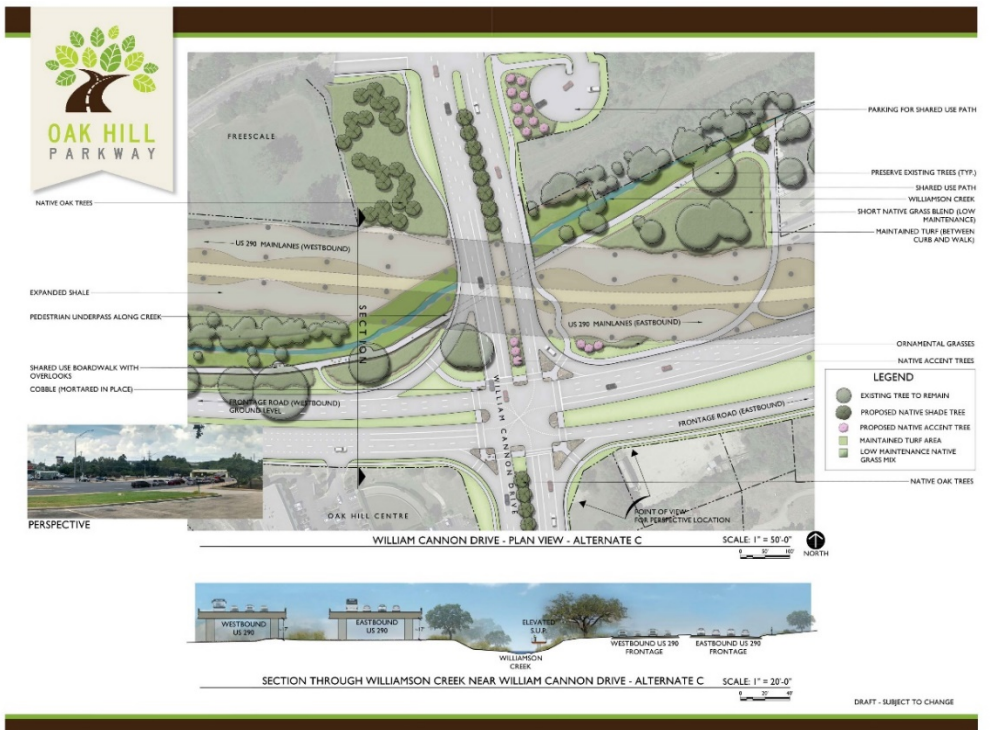 OAK HILL
PARKWAY
FREESCALE
NATIVE OAK TREES
US 290 MAINLANES (WESTBOUND)
EXPANDED SHALE
PEDESTRIAN UNDERPASS ALONG CREEK
SHARED USE BOARDWALK WITH
OVERLOOKS
COBBLE (MORTARED IN PLACE)
SECTION
US 290 MAINLANES (EASTBOUND)
FRONTAGE ROAD (WESTBOUND)
GROUND LEVEL
WILLIAM CANNON DRIVE
FRONTAGE ROAD (EASTBOUND)
OAK HILL CENTRE
POINT OF VIEW
FOR PERSPECTIVE LOCATION
PERSPECTIVE
PARKING FOR SHARED USE PATH
PRESERVE EXISTING TREES (TYP.)
SHARED USE PATH
WILLIAMSON CREEK
SHORT NATIVE GRASS BLEND (LOW
MAINTENANCE)
MAINTAINED TURF (BETWEEN
CURB AND WALK)
ORNAMENTAL GRASSES
NATIVE ACCENT TREES
LEGEND
EXISTING TREE TO REMAIN
PROPOSED NATIVE SHADE TREE
PROPOSED NATIVE ACCENT TREE
MAINTAINED TURF AREA
LOW MAINTENANCE NATIVE
GRASS MIX
NATIVE OAK TREES
WILLIAM CANNON DRIVE - PLAN VIEW - ALTERNATE C
SCALE: 1" = 50'-0"
0 50' 100'
NORTH
WESTBOUND
US 290
EASTBOUND
US 290
17'
ELEVATED
S.U.P.
WILLIAMSON
CREEK
WESTBOUND US 290
FRONTAGE
EASTBOUND US 290
FRONTAGE
SECTION THROUGH WILLIAMSON CREEK NEAR WILLIAM CANNON DRIVE - ALTERNATE C
SCALE: 1" = 20'-0"
0 20' 40'
DRAFT - SUBJECT TO CHANGE